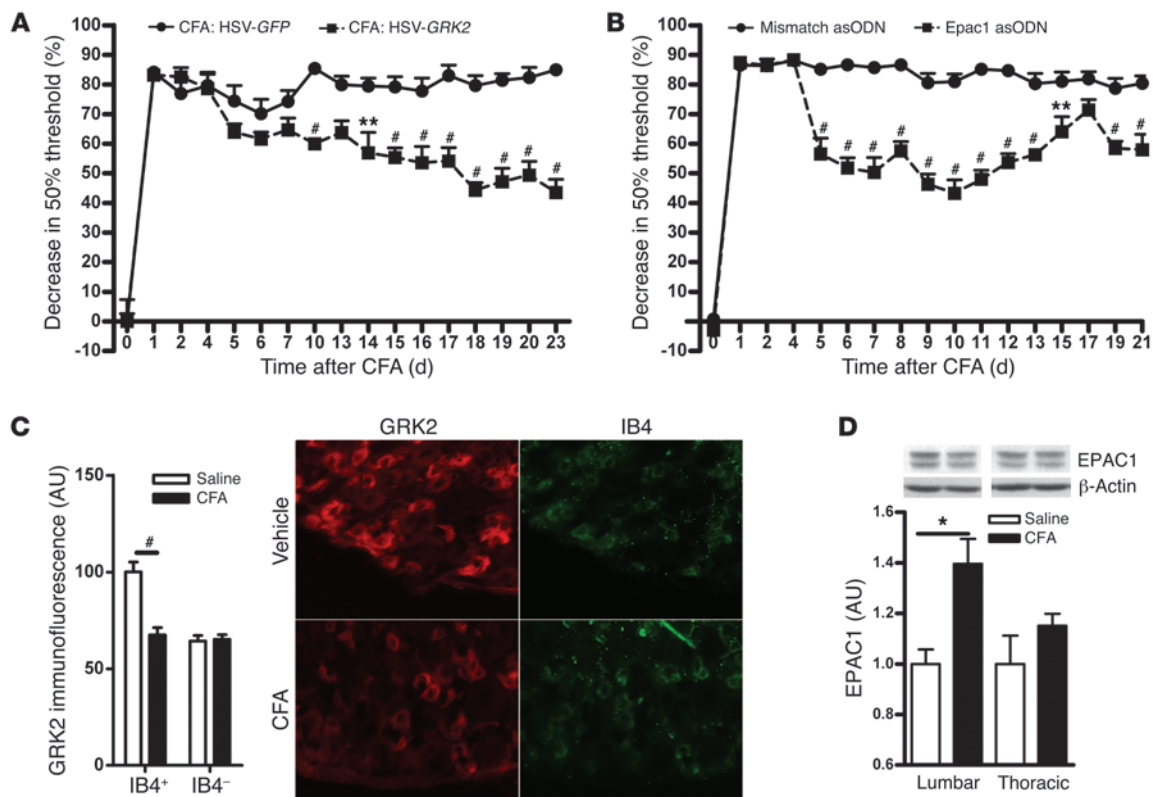 A
CFA: HSV-GFP
CFA: HSV-GRK2
Decrease in 50% threshold (%)
100
90
80
70
60
50
40
30
20
10
0
-10
#
**
#
#
#
#
#
#
#
0 1 2 4 5 6 7 10 13 14 15 16 17 18 19 20 23
Time after CFA (d)
B
Mismatch asODN
Epac1 asODN
Decrease in 50% threshold (%)
100
90
80
70
60
50
40
30
20
10
0
-10
#
#
#
#
#
#
#
#
#
**
#
#
0 1 2 4 5 6 7 8 9 10 11 12 13 15 17 19 21
Time after CFA (d)
C
GRK2 immunofluorescence (AU)
150
100
50
0
Saline
CFA
#
IB4+
IB4–
GRK2
IB4
Vehicle
CFA
D
EPAC1
β-Actin
EPAC1 (AU)
1.6
1.4
1.2
1.0
0.8
0.6
Saline
CFA
*
Lumbar
Thoracic